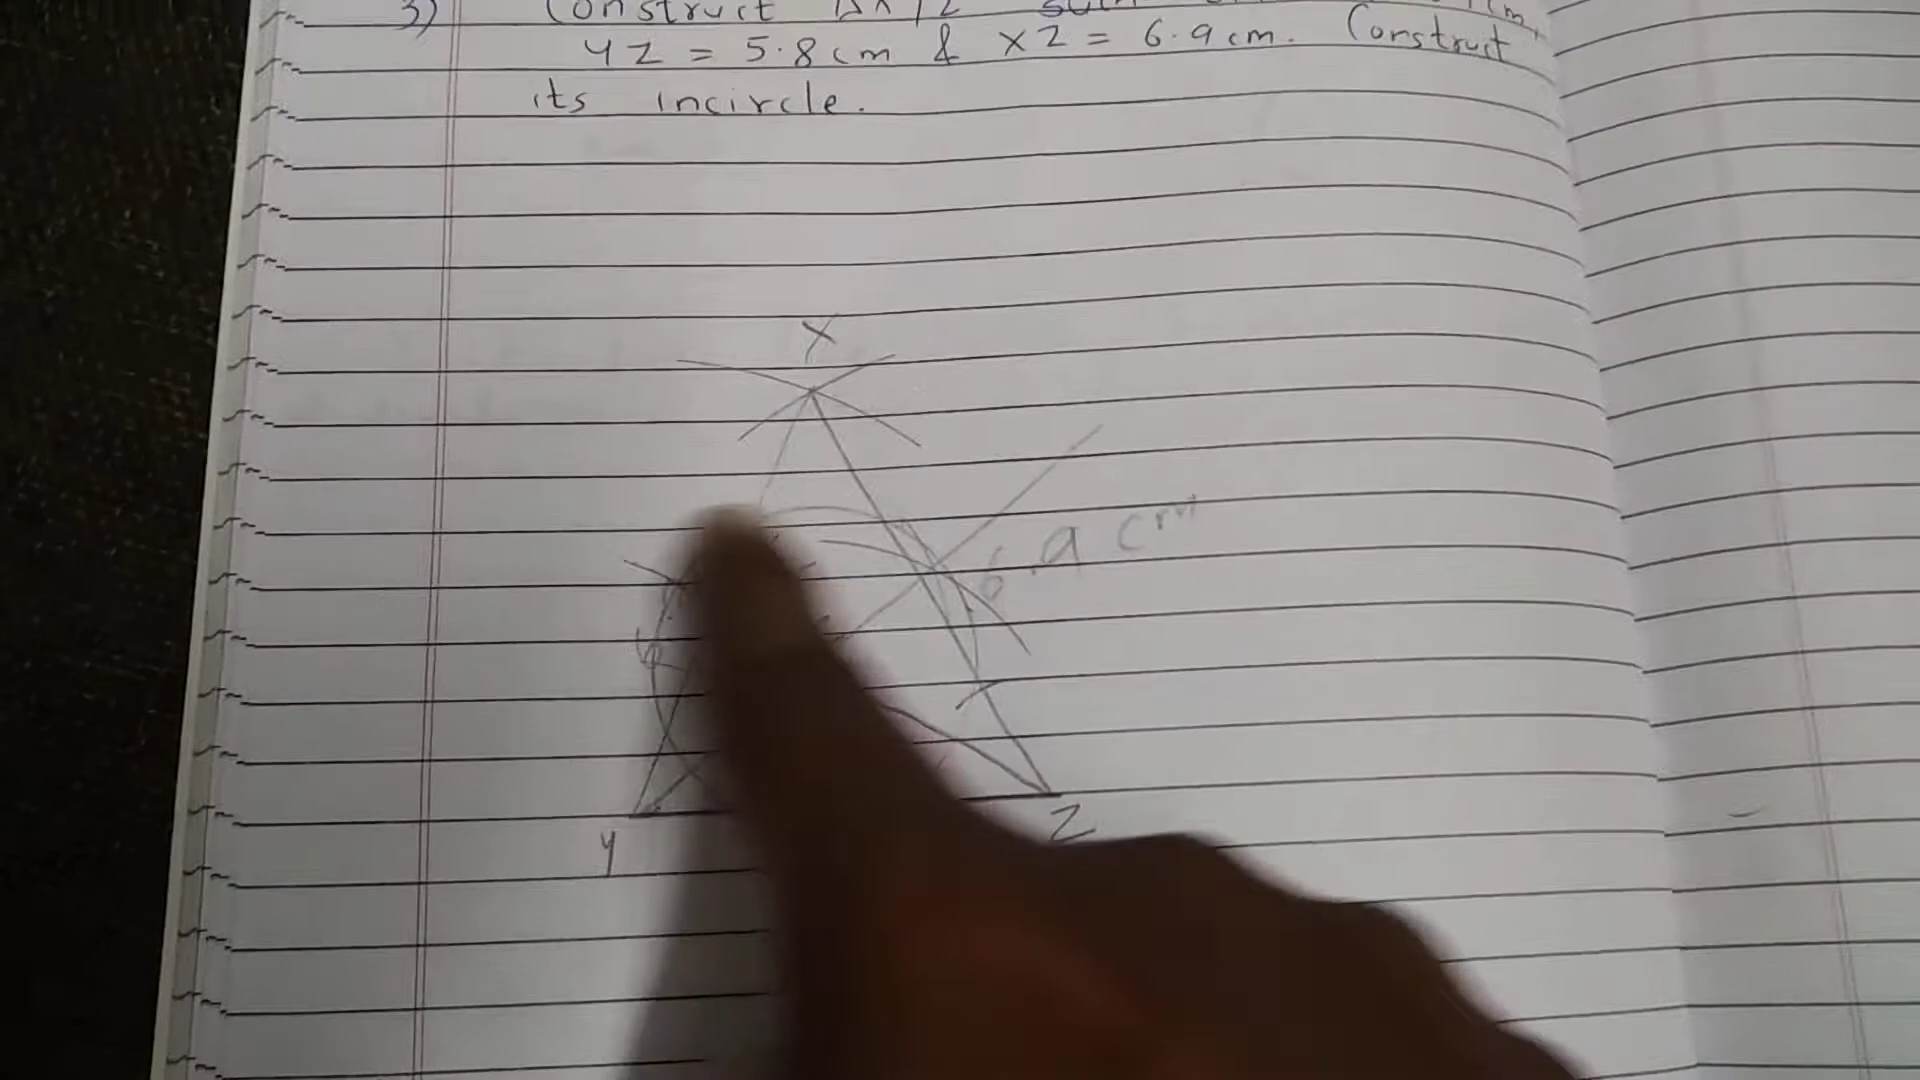 3) Construct
YZ = 5.8 cm & XZ = 6.9 cm. Construct
its incircle.
X
6.9 cm
Y
Z